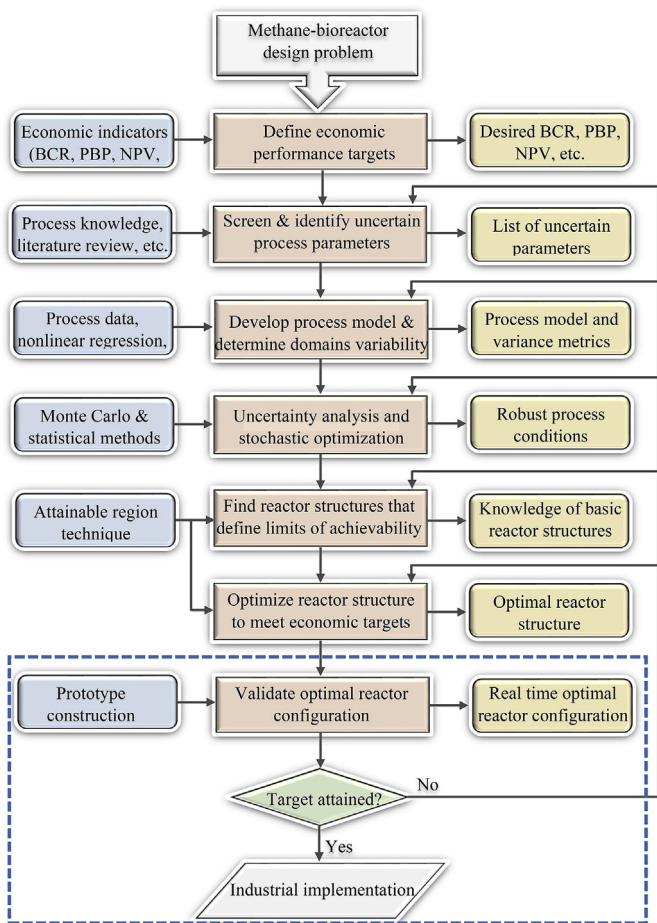 Methane-bioreactor
design problem
Economic indicators
(BCR, PBP, NPV,
Define economic
performance targets
Desired BCR, PBP,
NPV, etc.
Process knowledge,
literature review, etc.
Screen & identify uncertain
process parameters
List of uncertain
parameters
Process data,
nonlinear regression,
Develop process model &
determine domains variability
Process model and
variance metrics
Monte Carlo &
statistical methods
Uncertainty analysis and
stochastic optimization
Robust process
conditions
Attainable region
technique
Find reactor structures that
define limits of achievability
Knowledge of basic
reactor structures
Optimize reactor structure
to meet economic targets
Optimal reactor
structure
Prototype
construction
Validate optimal reactor
configuration
Real time optimal
reactor configuration
Target attained?
No
Yes
Industrial implementation